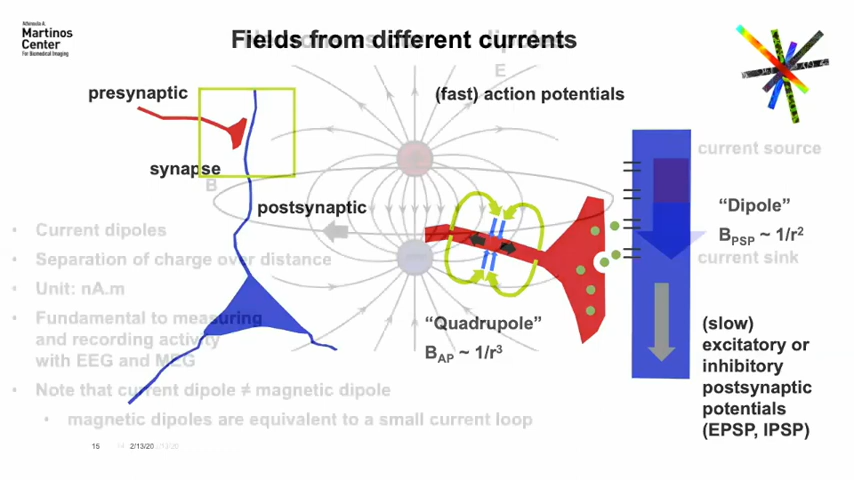 Athinoula A.
Martinos
Center
For Biomedical Imaging
Fields from different currents
E
presynaptic
(fast) action potentials
current source
synapse
B
postsynaptic
"Dipole"
B_PSP ~ 1/r²
current sink
• Current dipoles
• Separation of charge over distance
• Unit: nA.m
• Fundamental to measuring
and recording activity
with EEG and MEG
"Quadrupole"
B_AP ~ 1/r³
(slow)
excitatory or
inhibitory
postsynaptic
potentials
(EPSP, IPSP)
• Note that current dipole ≠ magnetic dipole
• magnetic dipoles are equivalent to a small current loop
15 14 2/13/20